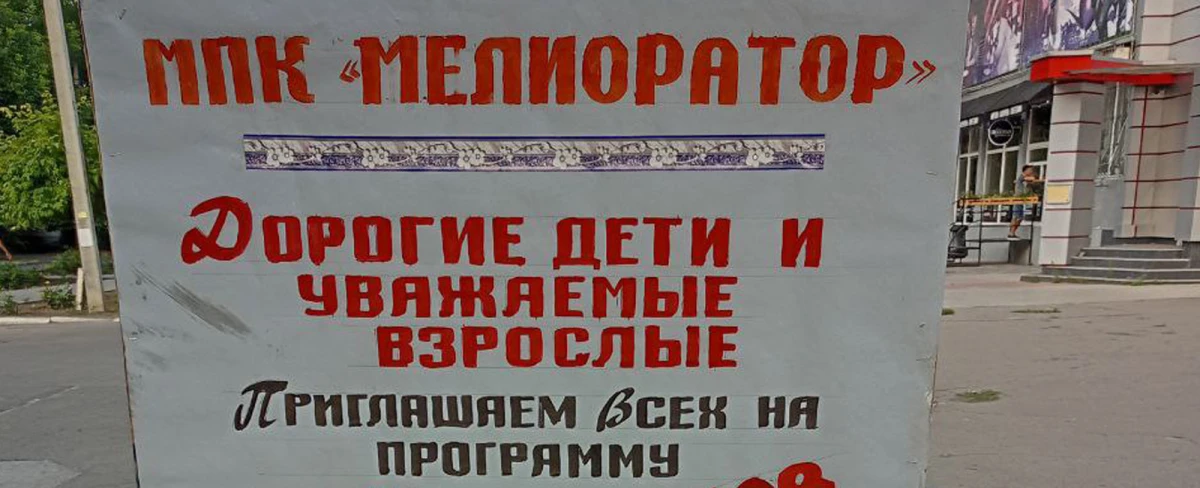 МПК «МЕЛИОРАТОР»
ДОРОГИЕ ДЕТИ И
УВАЖАЕМЫЕ
ВЗРОСЛЫЕ
ПРИГЛАШАЕМ ВСЕХ НА
ПРОГРАММУ